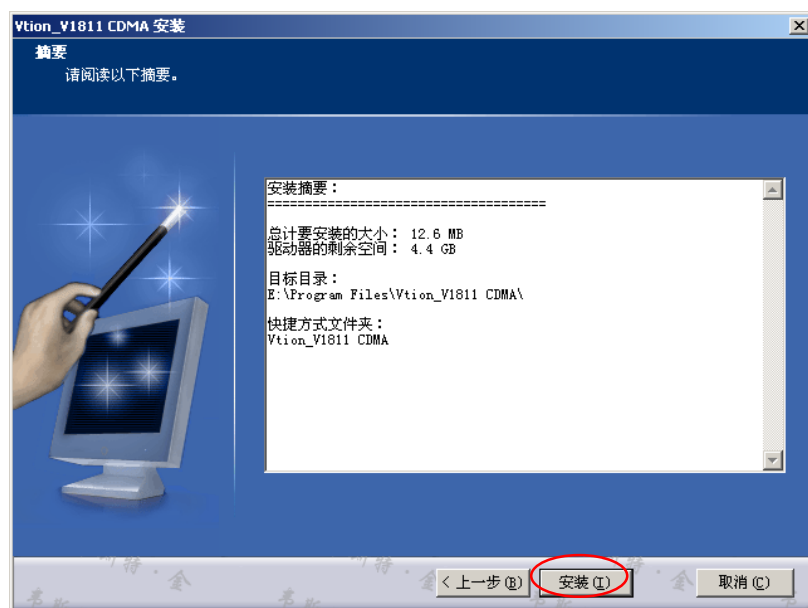 Vtion_V1811 CDMA 安装
摘要
请阅读以下摘要。
安装摘要：
=====================================
总计要安装的大小： 12.6 MB
驱动器的剩余空间： 4.4 GB
目标目录：
E:\Program Files\Vtion_V1811 CDMA\
快捷方式文件夹：
Vtion_V1811 CDMA
< 上一步(B) 安装(I) 取消(C)